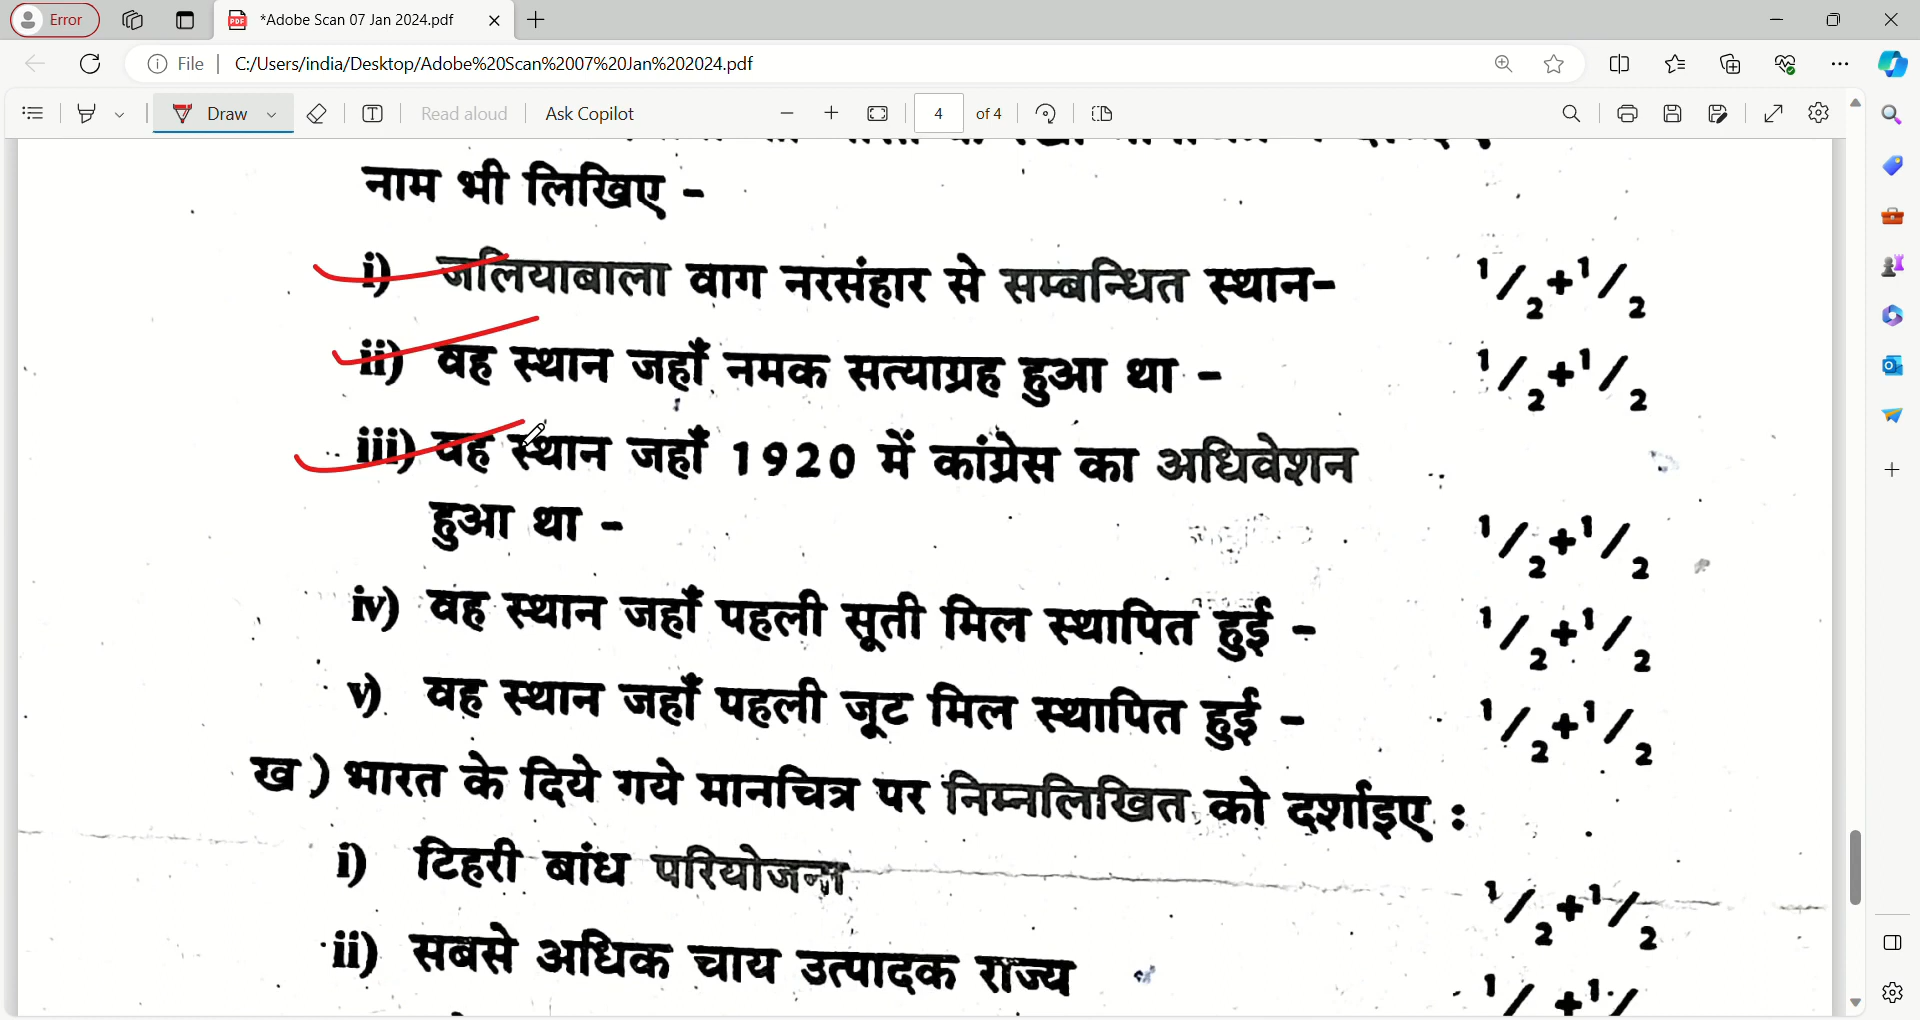 Error
*Adobe Scan 07 Jan 2024.pdf
File
C:/Users/india/Desktop/Adobe%20Scan%2007%20Jan%202024.pdf
Draw
Read aloud
Ask Copilot
4 of 4
नाम भी लिखिए -
i) जलियाबाला वाग नरसंहार से सम्बन्धित स्थान- 1/2+1/2
ii) वह स्थान जहाँ नमक सत्याग्रह हुआ था - 1/2+1/2
iii) वह स्थान जहाँ 1920 में कांग्रेस का अधिवेशन
हुआ था - 1/2+1/2
iv) वह स्थान जहाँ पहली सूती मिल स्थापित हुई - 1/2+1/2
v) वह स्थान जहाँ पहली जूट मिल स्थापित हुई - 1/2+1/2
ख) भारत के दिये गये मानचित्र पर निम्नलिखित को दर्शाइए :
i) टिहरी बांध परियोजना 1/2+1/2
ii) सबसे अधिक चाय उत्पादक राज्य